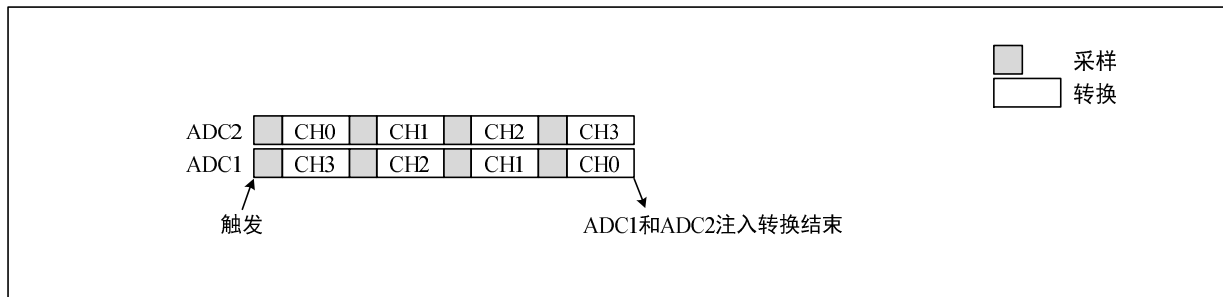 采样
转换
ADC2 CH0 CH1 CH2 CH3
ADC1 CH3 CH2 CH1 CH0
触发
ADC1和ADC2注入转换结束